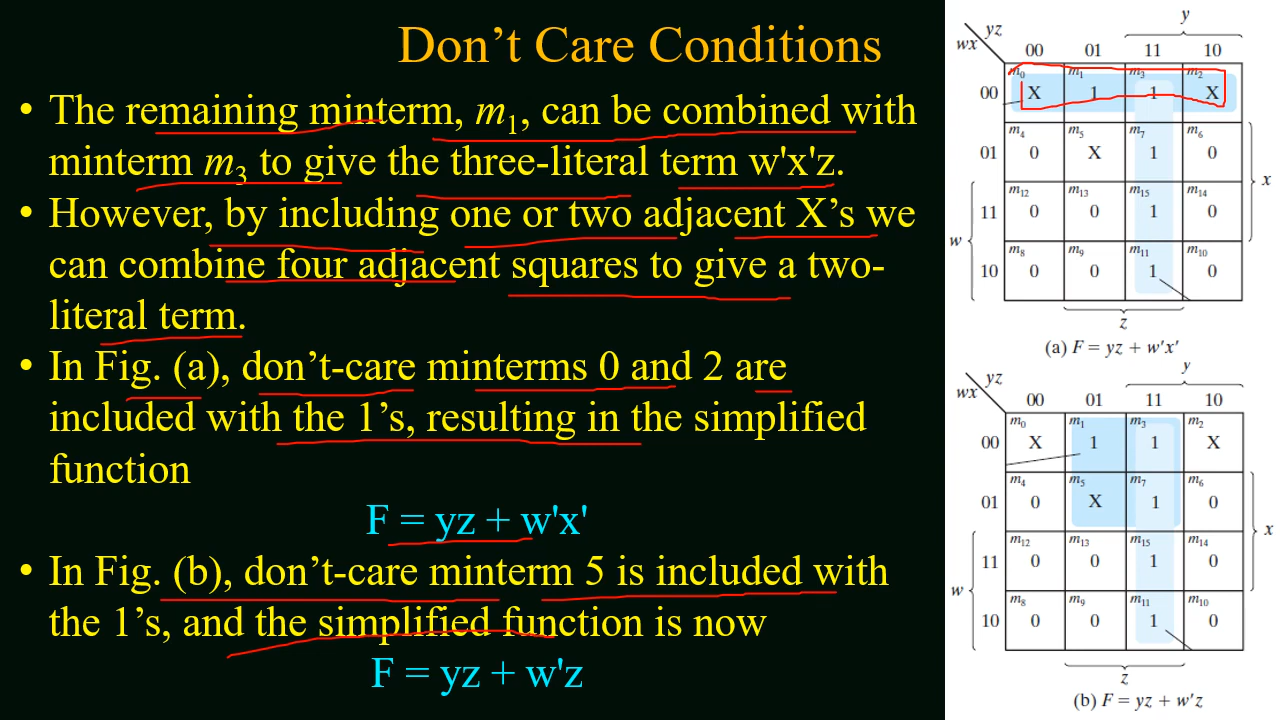 Don't Care Conditions
• The remaining minterm, m1, can be combined with
minterm m3 to give the three-literal term w'x'z.
• However, by including one or two adjacent X's we
can combine four adjacent squares to give a two-
literal term.
• In Fig. (a), don't-care minterms 0 and 2 are
included with the 1's, resulting in the simplified
function
F = yz + w'x'
• In Fig. (b), don't-care minterm 5 is included with
the 1's, and the simplified function is now
F = yz + w'z
y
yz
wx
00 01 11 10
m0 m1 m3 m2
00 X 1 1 X
m4 m5 m7 m6
01 0 X 1 0
x
m12 m13 m15 m14
11 0 0 1 0
w
m8 m9 m11 m10
10 0 0 1 0
z
(a) F = yz + w'x'
y
yz
wx
00 01 11 10
m0 m1 m3 m2
00 X 1 1 X
m4 m5 m7 m6
01 0 X 1 0
x
m12 m13 m15 m14
11 0 0 1 0
w
m8 m9 m11 m10
10 0 0 1 0
z
(b) F = yz + w'z